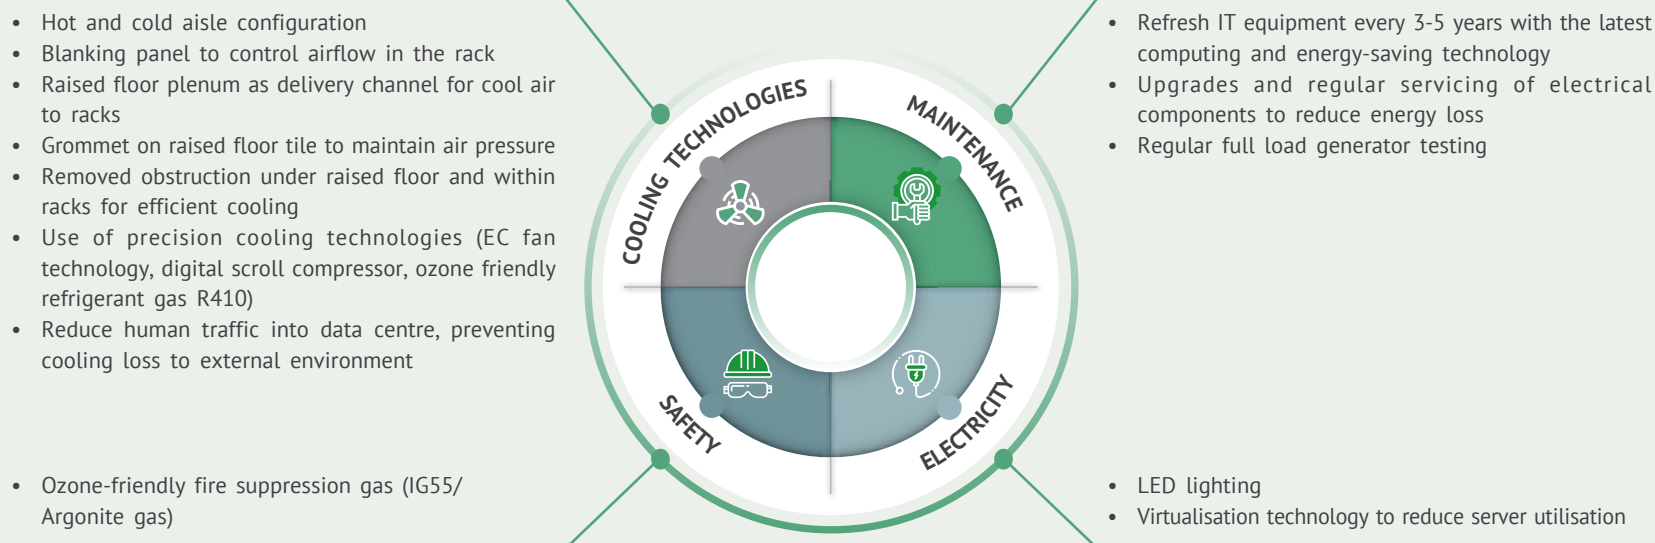 • Hot and cold aisle configuration
• Blanking panel to control airflow in the rack
• Raised floor plenum as delivery channel for cool air
to racks
• Grommet on raised floor tile to maintain air pressure
• Removed obstruction under raised floor and within
racks for efficient cooling
• Use of precision cooling technologies (EC fan
technology, digital scroll compressor, ozone friendly
refrigerant gas R410)
• Reduce human traffic into data centre, preventing
cooling loss to external environment
COOLING TECHNOLOGIES
MAINTENANCE
• Refresh IT equipment every 3-5 years with the latest
computing and energy-saving technology
• Upgrades and regular servicing of electrical
components to reduce energy loss
• Regular full load generator testing
SAFETY
ELECTRICITY
• Ozone-friendly fire suppression gas (IG55/
Argonite gas)
• LED lighting
• Virtualisation technology to reduce server utilisation